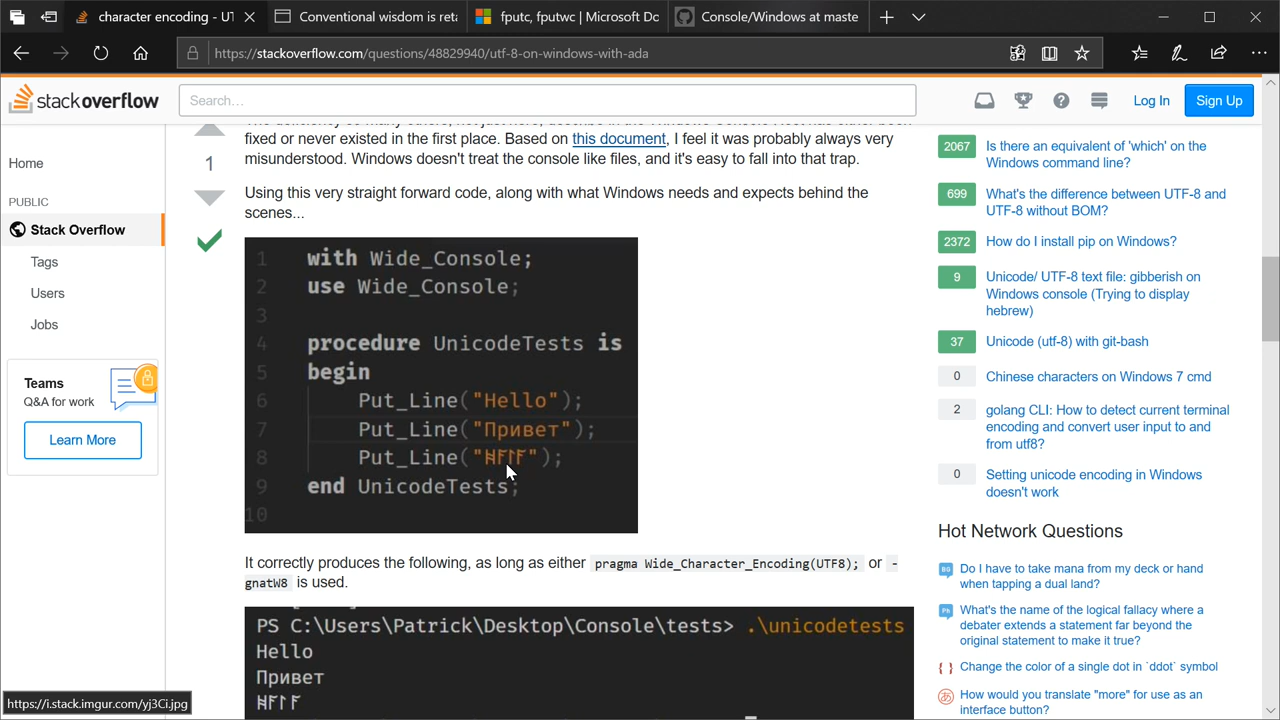 character encoding - UT
Conventional wisdom is reta
fputc, fputwc | Microsoft Do
Console/Windows at maste
https://stackoverflow.com/questions/48829940/utf-8-on-windows-with-ada
stackoverflow
Search…
Log In
Sign Up
Home
PUBLIC
Stack Overflow
Tags
Users
Jobs
Teams
Q&A for work
Learn More
1
fixed or never existed in the first place. Based on this document, I feel it was probably always very
misunderstood. Windows doesn't treat the console like files, and it's easy to fall into that trap.
Using this very straight forward code, along with what Windows needs and expects behind the
scenes...
1 with Wide_Console;
2 use Wide_Console;
3
4 procedure UnicodeTests is
5 begin
6 Put_Line("Hello");
7 Put_Line("Привет");
8 Put_Line("");
9 end UnicodeTests;
10
It correctly produces the following, as long as either pragma Wide_Character_Encoding(UTF8); or -
gnatW8 is used.
PS C:\Users\Patrick\Desktop\Console\tests> .\unicodetests
Hello
Привет
2067 Is there an equivalent of 'which' on the
Windows command line?
699 What's the difference between UTF-8 and
UTF-8 without BOM?
2372 How do I install pip on Windows?
9 Unicode/ UTF-8 text file: gibberish on
Windows console (Trying to display
hebrew)
37 Unicode (utf-8) with git-bash
0 Chinese characters on Windows 7 cmd
2 golang CLI: How to detect current terminal
encoding and convert user input to and
from utf8?
0 Setting unicode encoding in Windows
doesn't work
Hot Network Questions
Do I have to take mana from my deck or hand
when tapping a dual land?
What's the name of the logical fallacy where a
debater extends a statement far beyond the
original statement to make it true?
Change the color of a single dot in `ddot` symbol
How would you translate "more" for use as an
interface button?
https://i.stack.imgur.com/yj3Ci.jpg